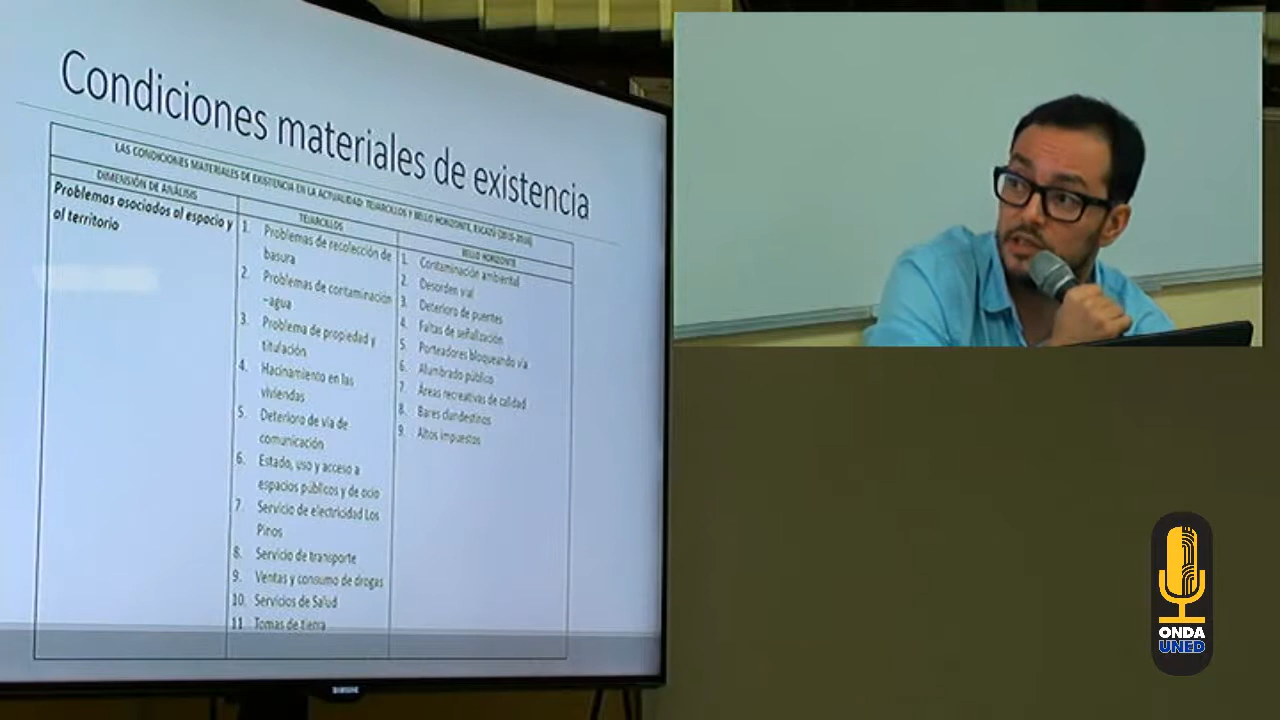 Condiciones materiales de existencia
LAS CONDICIONES MATERIALES DE EXISTENCIA EN LA ACTUALIDAD: TEJARCILLOS Y BELLO HORIZONTE, ESCAZÚ (2015-2016)
DIMENSIÓN DE ANÁLISIS
TEJARCILLOS
BELLO HORIZONTE
Problemas asociados al espacio y
al territorio
1. Problemas de recolección de
basura
2. Problemas de contaminación
–agua
3. Problema de propiedad y
titulación
4. Hacinamiento en las
viviendas
5. Deterioro de vía de
comunicación
6. Estado, uso y acceso a
espacios públicos y de ocio
7. Servicio de electricidad Los
Pinos
8. Servicio de transporte
9. Ventas y consumo de drogas
10. Servicios de Salud
11. Tomas de tierra
1. Contaminación ambiental
2. Desorden vial
3. Deterioro de puentes
4. Faltas de señalización
5. Porteadores bloqueando vía
6. Alumbrado público
7. Áreas recreativas de calidad
8. Bares clandestinos
9. Altos impuestos
SAMSUNG
ONDA
UNED